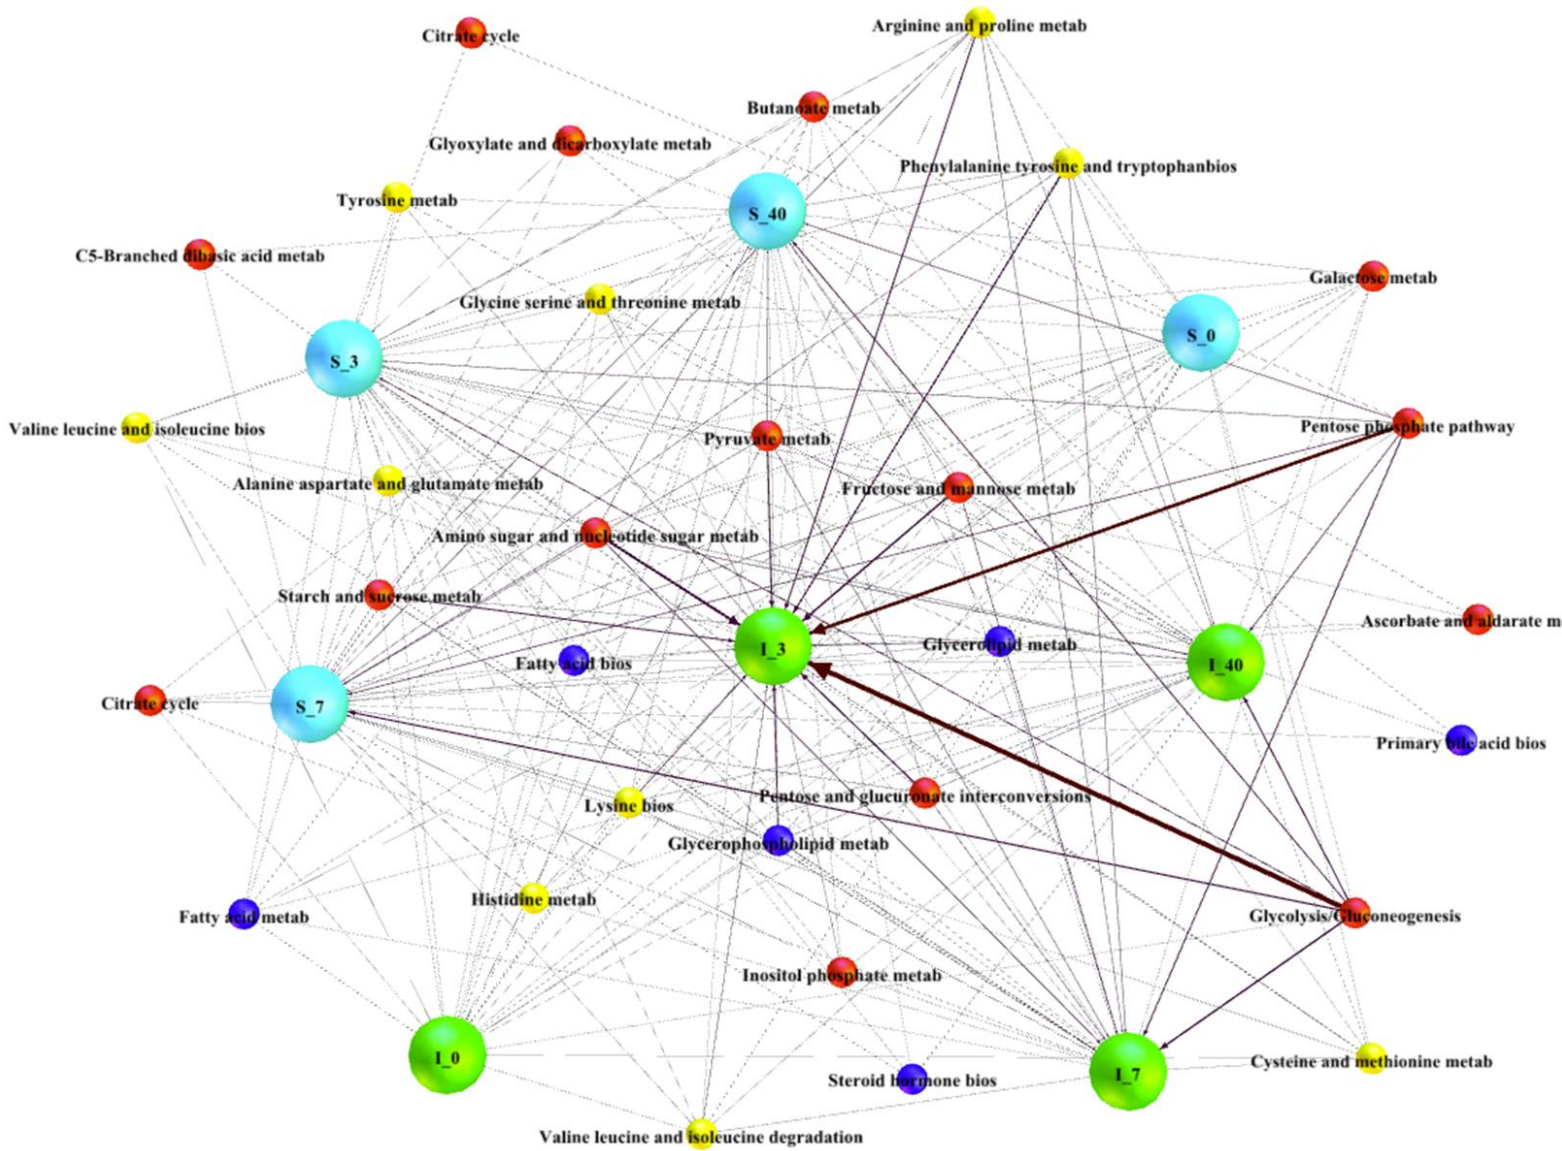 Arginine and proline metab
Citrate cycle
Butanoate metab
Glyoxylate and dicarboxylate metab
Phenylalanine tyrosine and tryptophanbios
Tyrosine metab
S_40
C5-Branched dibasic acid metab
Galactose metab
Glycine serine and threonine metab
S_0
S_3
Pentose phosphate pathway
Valine leucine and isoleucine bios
Pyruvate metab
Alanine aspartate and glutamate metab
Fructose and mannose metab
Amino sugar and nucleotide sugar metab
Starch and sucrose metab
Ascorbate and aldarate m
Glycerolipid metab
I_3
Fatty acid bios
I_40
Citrate cycle
S_7
Primary bile acid bios
Pentose and glucuronate interconversions
Lysine bios
Glycerophospholipid metab
Histidine metab
Glycolysis/Gluconeogenesis
Fatty acid metab
Inositol phosphate metab
I_0
Cysteine and methionine metab
I_7
Steroid hormone bios
Valine leucine and isoleucine degradation